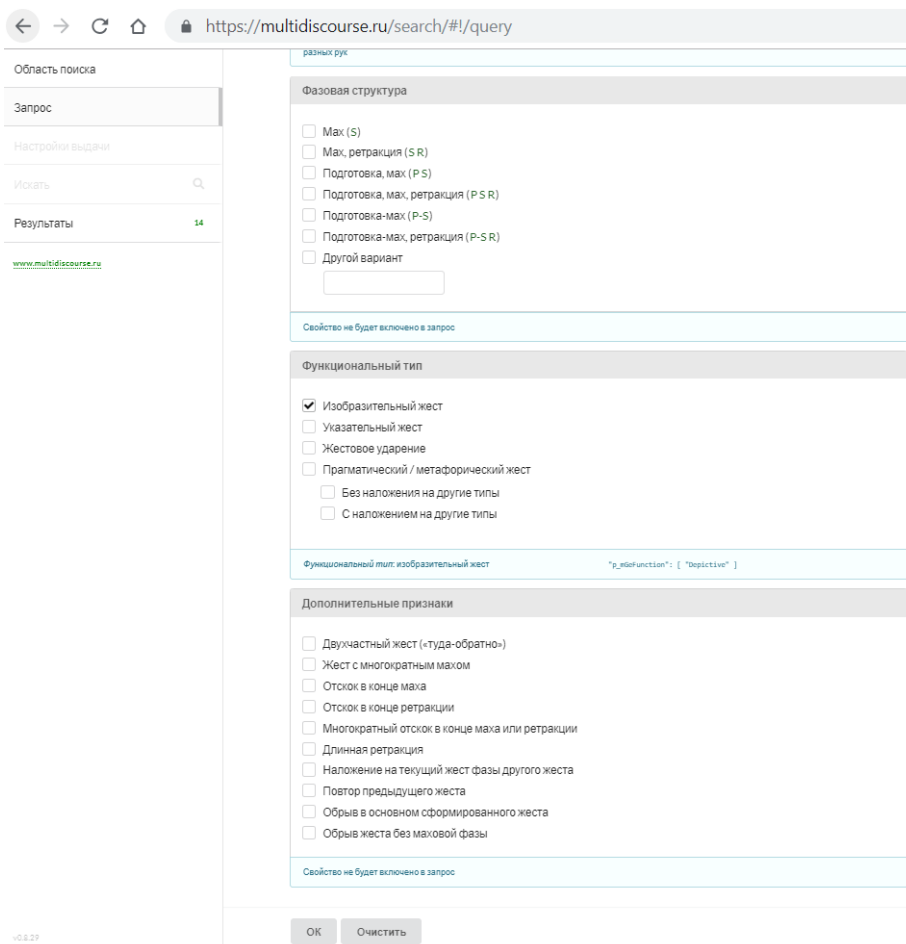 https://multidiscourse.ru/search/#!/query
Область поиска
Запрос
Настройки выдачи
Искать
Результаты 14
www.multidiscourse.ru
v0.8.29
разных рук
Фазовая структура
Мах (S)
Мах, ретракция (S R)
Подготовка, мах (P S)
Подготовка, мах, ретракция (P S R)
Подготовка-мах (P-S)
Подготовка-мах, ретракция (P-S R)
Другой вариант
Свойство не будет включено в запрос
Функциональный тип
Изобразительный жест
Указательный жест
Жестовое ударение
Прагматический / метафорический жест
Без наложения на другие типы
С наложением на другие типы
Функциональный тип: изобразительный жест "p_mGeFunction": [ "Depictive" ]
Дополнительные признаки
Двухчастный жест («туда-обратно»)
Жест с многократным махом
Отскок в конце маха
Отскок в конце ретракции
Многократный отскок в конце маха или ретракции
Длинная ретракция
Наложение на текущий жест фазы другого жеста
Повтор предыдущего жеста
Обрыв в основном сформированного жеста
Обрыв жеста без маховой фазы
Свойство не будет включено в запрос
ОК Очистить